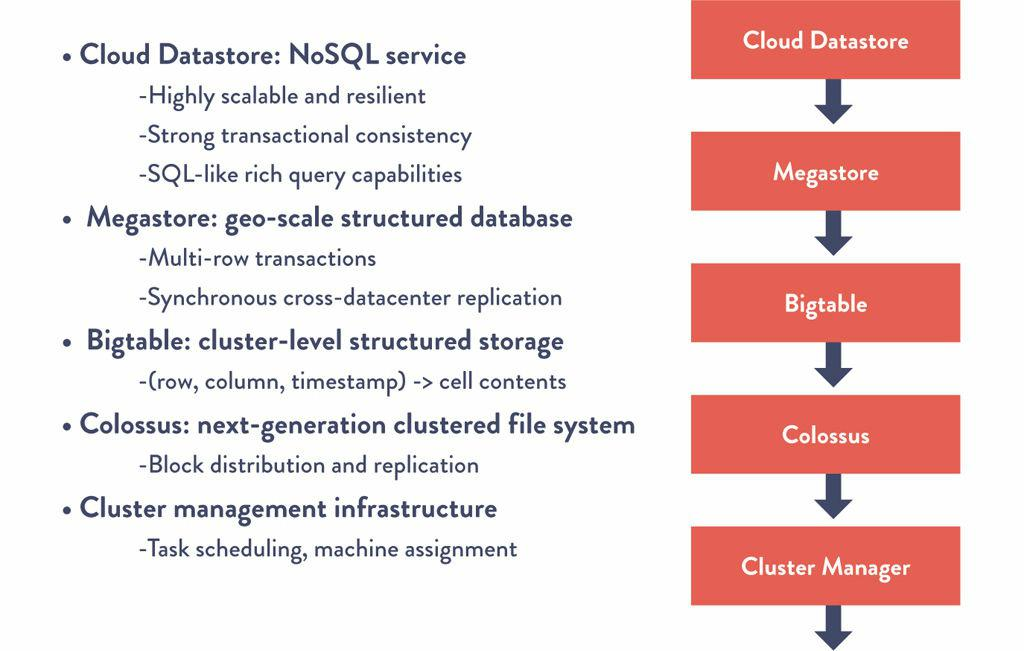 • Cloud Datastore: NoSQL service
-Highly scalable and resilient
-Strong transactional consistency
-SQL-like rich query capabilities
• Megastore: geo-scale structured database
-Multi-row transactions
-Synchronous cross-datacenter replication
• Bigtable: cluster-level structured storage
-(row, column, timestamp) -> cell contents
• Colossus: next-generation clustered file system
-Block distribution and replication
• Cluster management infrastructure
-Task scheduling, machine assignment
Cloud Datastore
Megastore
Bigtable
Colossus
Cluster Manager